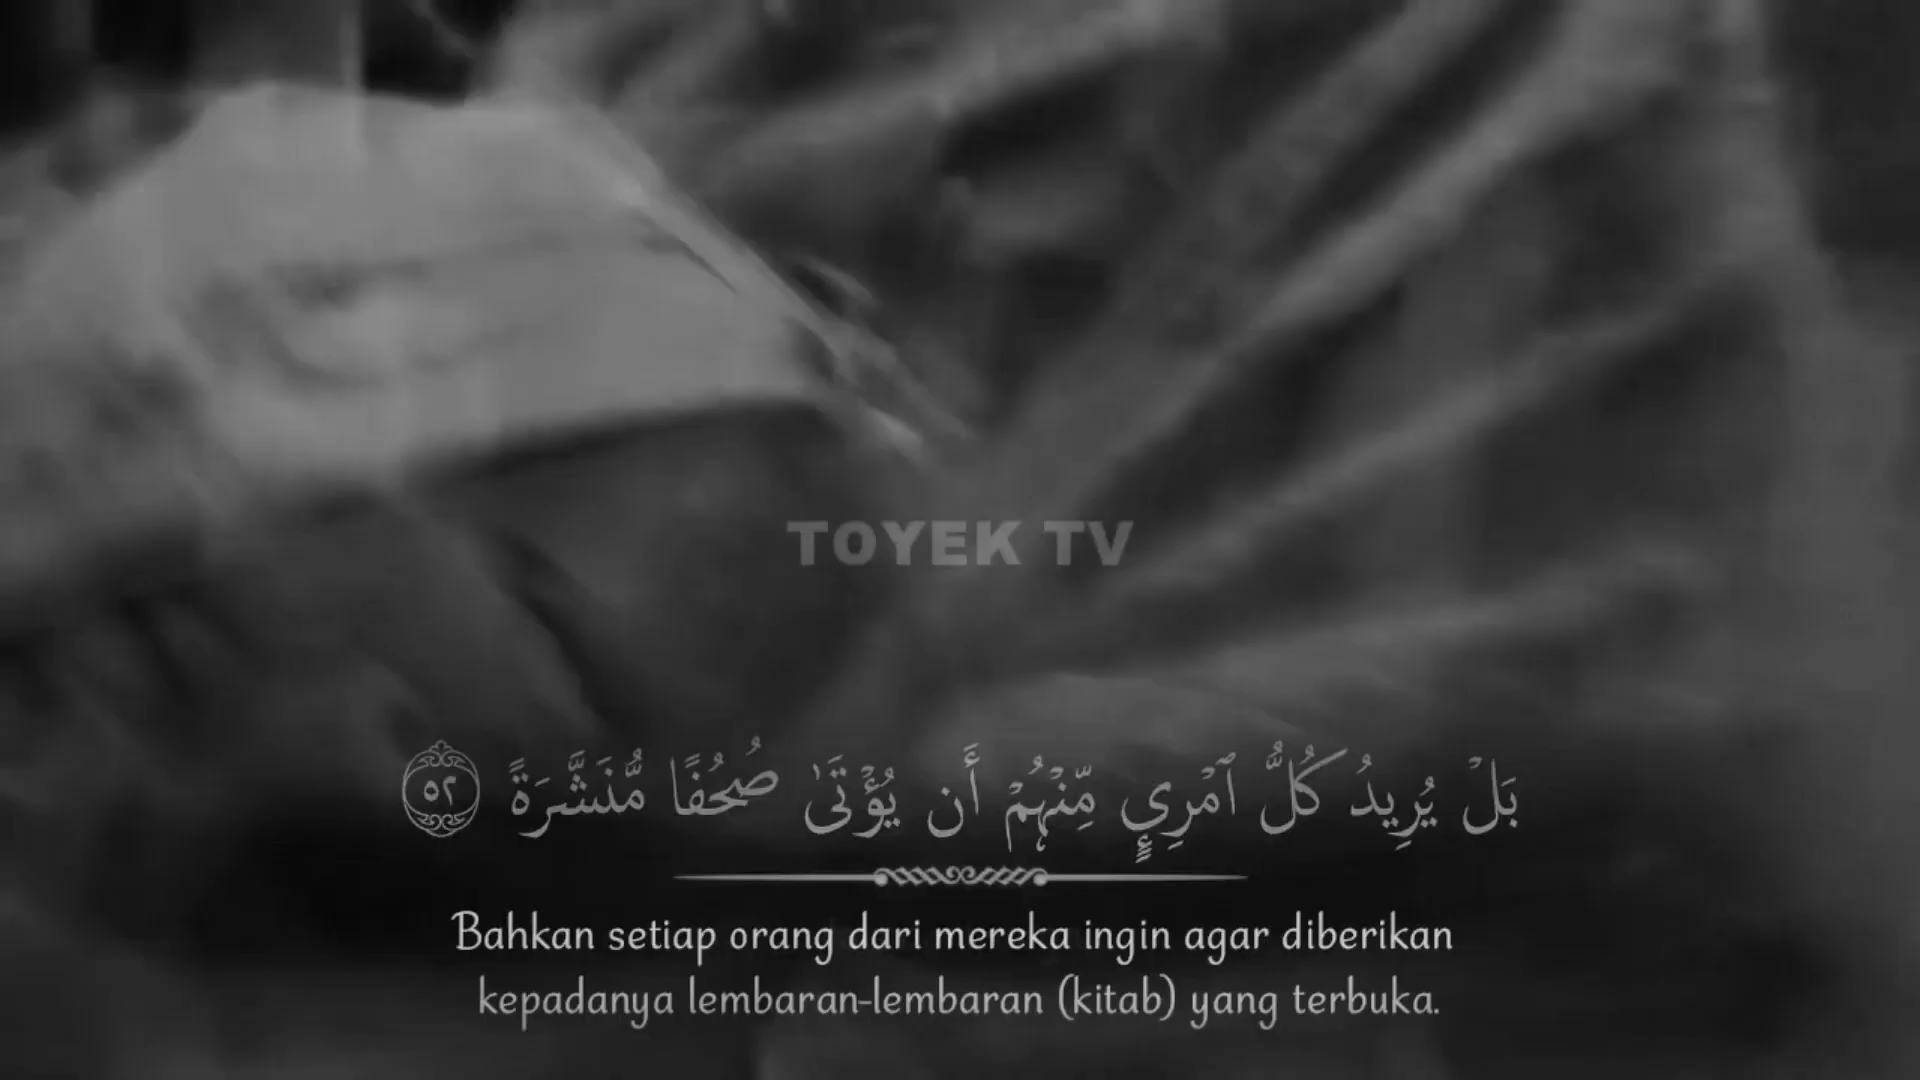 TOYEK TV
بَلْ يُرِيدُ كُلُّ ٱمْرِئٍ مِّنْهُمْ أَن يُؤْتَىٰ صُحُفًا مُّنَشَّرَةً ٥٢
Bahkan setiap orang dari mereka ingin agar diberikan
kepadanya lembaran-lembaran (kitab) yang terbuka.